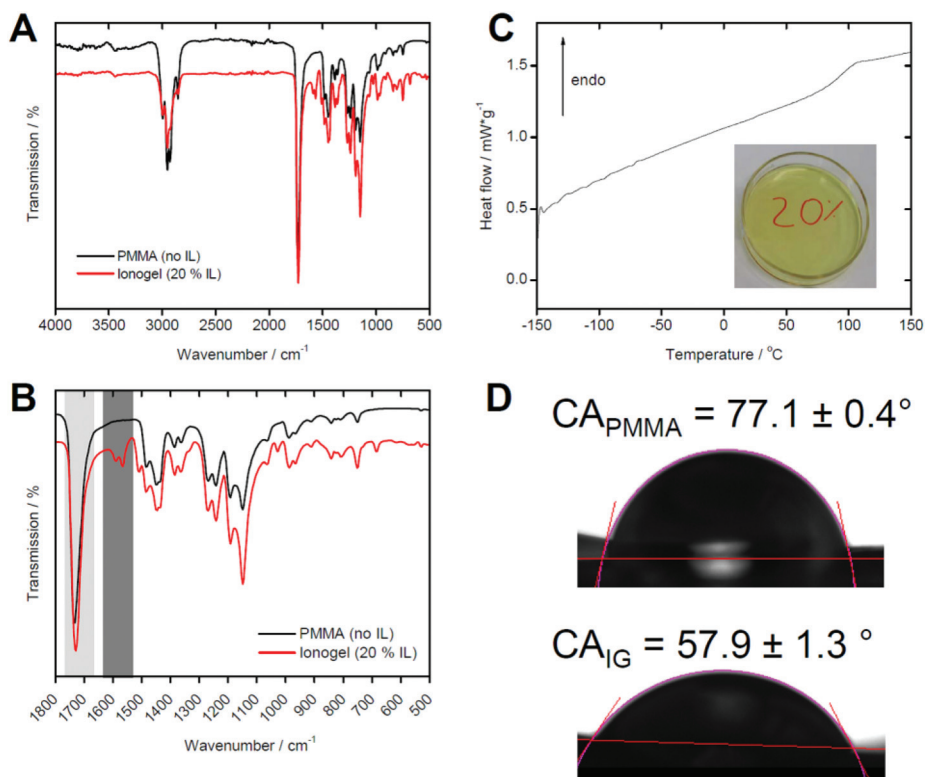 A
Transmission / %
PMMA (no IL)
Ionogel (20 % IL)
4000 3500 3000 2500 2000 1500 1000 500
Wavenumber / cm⁻¹
B
Transmission / %
PMMA (no IL)
Ionogel (20 % IL)
1800 1700 1600 1500 1400 1300 1200 1100 1000 900 800 700 600 500
Wavenumber / cm⁻¹
C
endo
1.5
1.0
0.5
0.0
Heat flow / mW*g⁻¹
20%
-150 -100 -50 0 50 100 150
Temperature / °C
D
CA_PMMA = 77.1 ± 0.4°
CA_IG = 57.9 ± 1.3 °